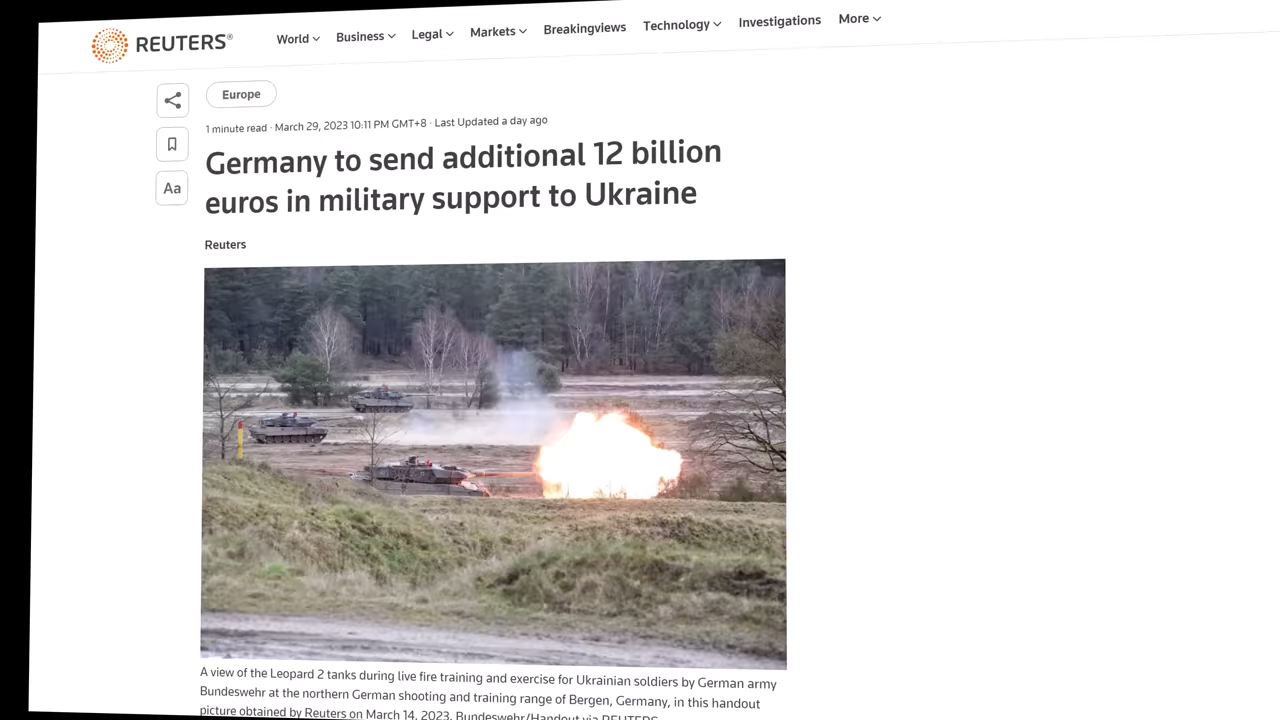 REUTERS®
World Business Legal Markets Breakingviews Technology Investigations More
Europe
1 minute read · March 29, 2023 10:11 PM GMT+8 · Last Updated a day ago
Aa
Germany to send additional 12 billion
euros in military support to Ukraine
Reuters
A view of the Leopard 2 tanks during live fire training and exercise for Ukrainian soldiers by German army
Bundeswehr at the northern German shooting and training range of Bergen, Germany, in this handout
picture obtained by Reuters on March 14, 2023. Bundeswehr/Handout via REUTERS